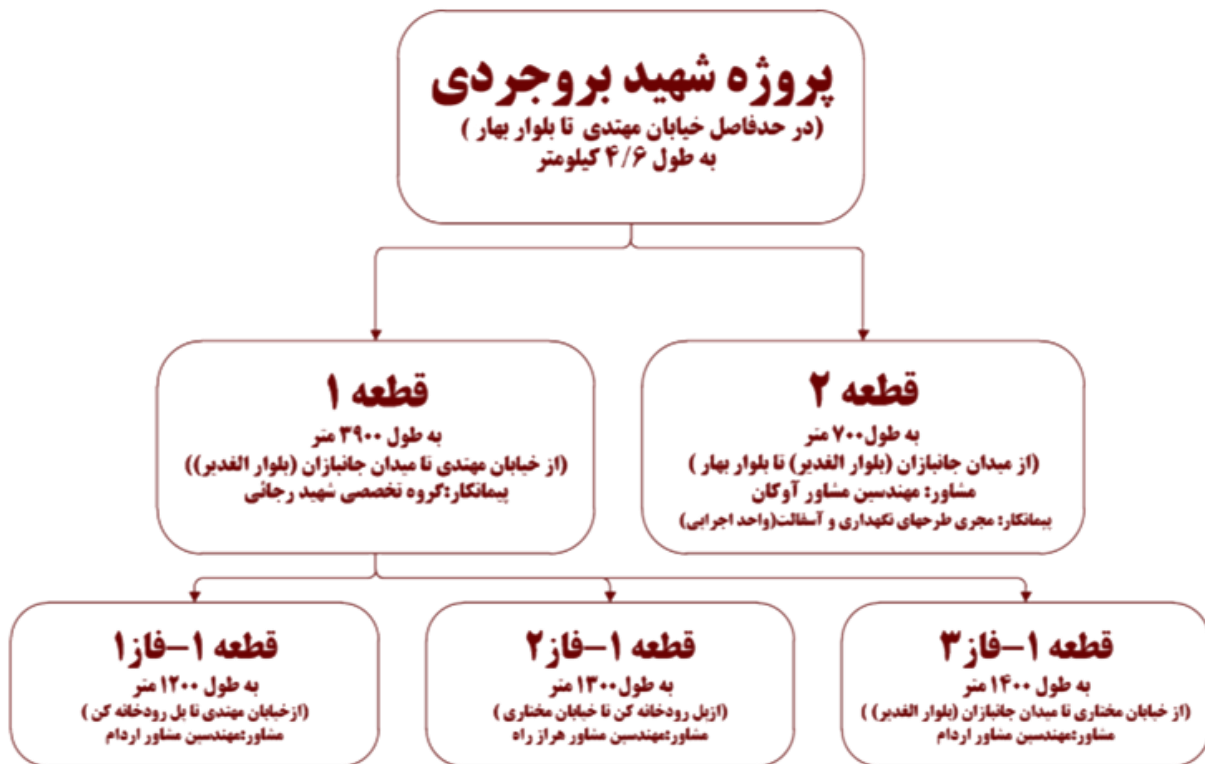 پروژه شهید بروجردی
(در حدفاصل خیابان مهتدی تا بلوار بهار )
به طول ۴/۶ کیلومتر
قطعه ۱
به طول ۳۹۰۰ متر
(از خیابان مهتدی تا میدان جانبازان (بلوار الغدیر))
پیمانکار:گروه تخصصی شهید رجائی
قطعه ۲
به طول۷۰۰ متر
(از میدان جانبازان (بلوار الغدیر) تا بلوار بهار )
مشاور: مهندسین مشاور آوکان
پیمانکار: مجری طرحهای نگهداری و آسفالت(واحد اجرایی)
قطعه ۱-فاز۱
به طول ۱۲۰۰ متر
(ازخیابان مهتدی تا پل رودخانه کن )
مشاور:مهندسین مشاور اردام
قطعه ۱-فاز۲
به طول۱۳۰۰ متر
(ازپل رودخانه کن تا خیابان مختاری )
مشاور:مهندسین مشاور هراز راه
قطعه ۱-فاز۳
به طول ۱۴۰۰ متر
(از خیابان مختاری تا میدان جانبازان (بلوار الغدیر) )
مشاور:مهندسین مشاور اردام